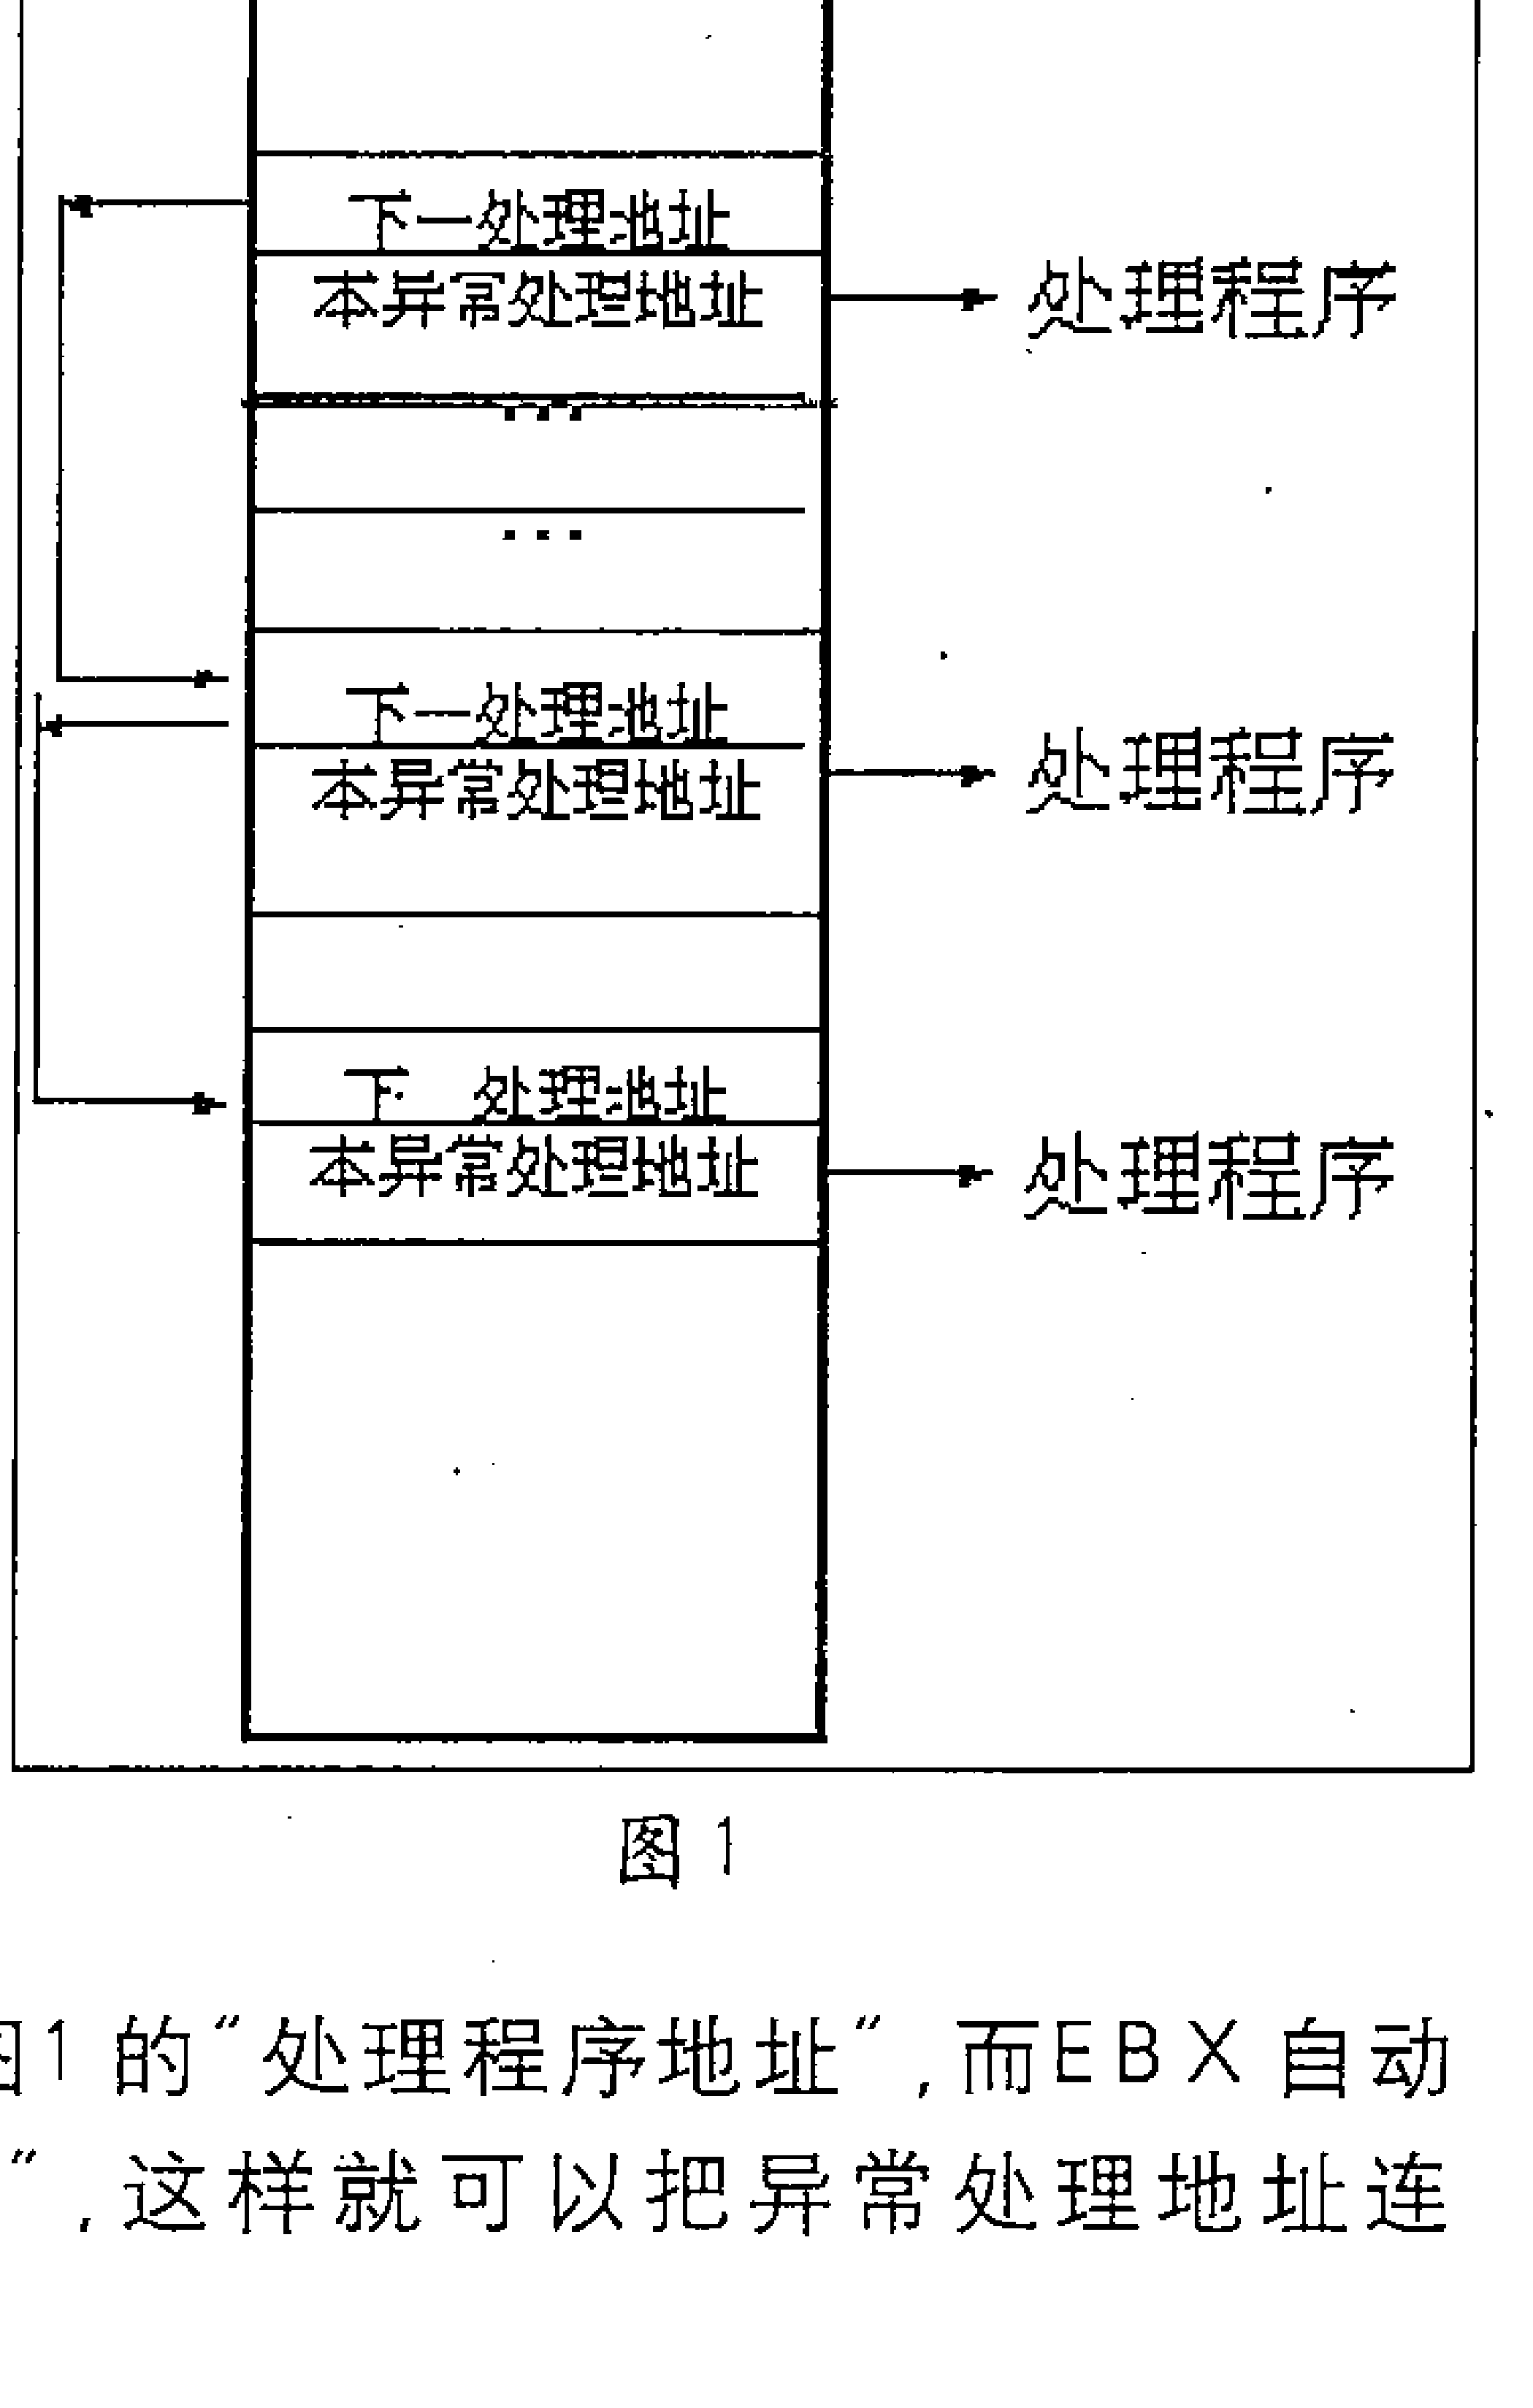 下一处理地址
本异常处理地址 处理程序
...
...
下一处理地址
本异常处理地址 处理程序
下 处理地址
本异常处理地址 处理程序
图1
图1的“处理程序地址”,而EBX自动
”,这样就可以把异常处理地址连